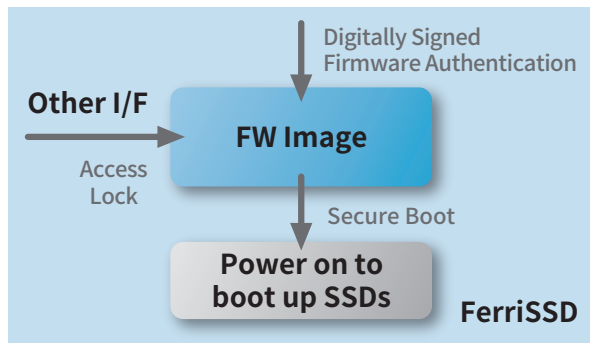 Digitally Signed
Firmware Authentication
Other I/F
FW Image
Access
Lock
Secure Boot
Power on to
boot up SSDs
FerriSSD